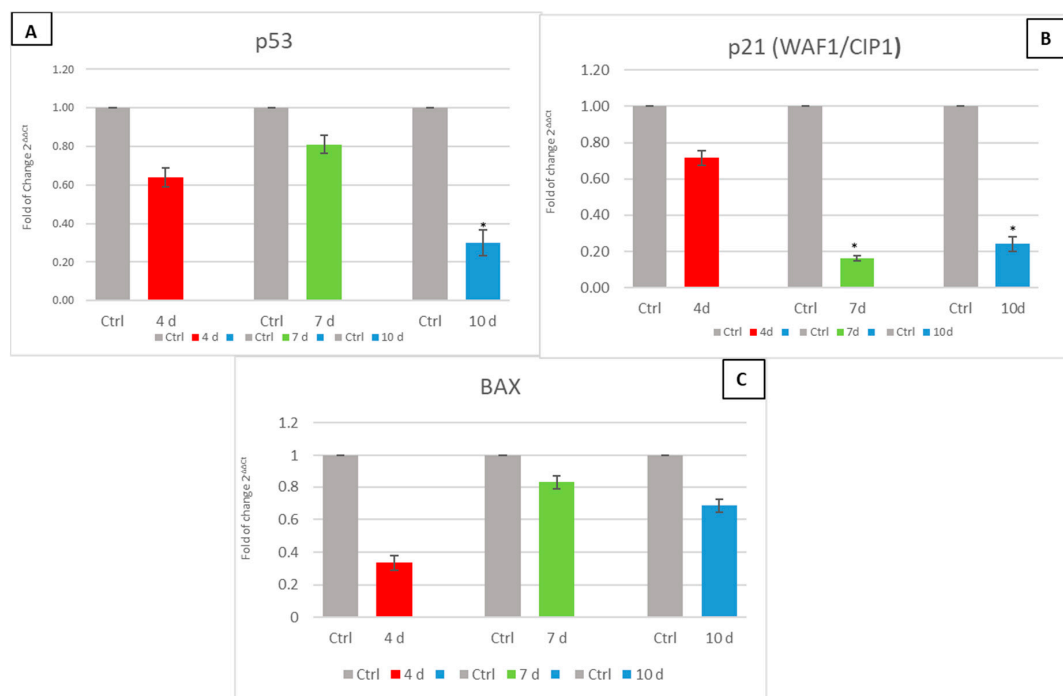 A
p53
Fold of Change 2^-ΔΔCt
1.20
1.00
0.80
0.60
0.40
0.20
0.00
*
Ctrl 4 d Ctrl 7 d Ctrl 10 d
Ctrl 4 d Ctrl 7 d Ctrl 10 d
B
p21 (WAF1/CIP1)
Fold of change 2^-ΔΔCt
1.20
1.00
0.80
0.60
0.40
0.20
0.00
* *
Ctrl 4d Ctrl 7d Ctrl 10d
Ctrl 4d Ctrl 7d Ctrl 10d
C
BAX
Fold of change 2^-ΔΔCt
1.2
1
0.8
0.6
0.4
0.2
0
Ctrl 4 d Ctrl 7 d Ctrl 10 d
Ctrl 4 d Ctrl 7 d Ctrl 10 d